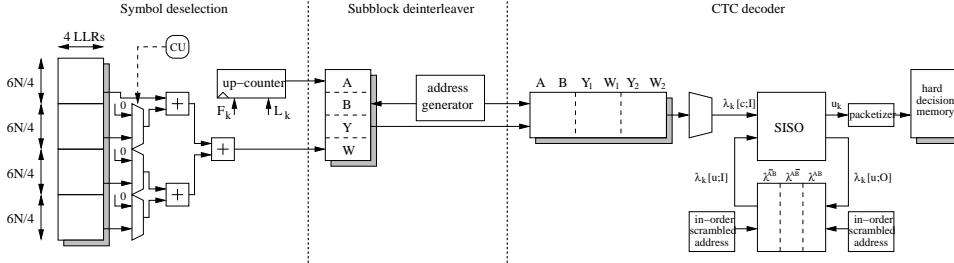 Symbol deselection
Subblock deinterleaver
CTC decoder
4 LLRs
CU
6N/4
6N/4
6N/4
6N/4
0
0
0
+
+
+
up−counter
F_k
L_k
A
B
Y
W
address
generator
A B Y_1 W_1 Y_2 W_2
λ_k[c;I]
SISO
u_k
packetizer
hard
decision
memory
λ_k[u;I]
λ_k[u;O]
λ^{A̅B} λ^{AB̅} λ^{AB}
in−order
scrambled
address
in−order
scrambled
address